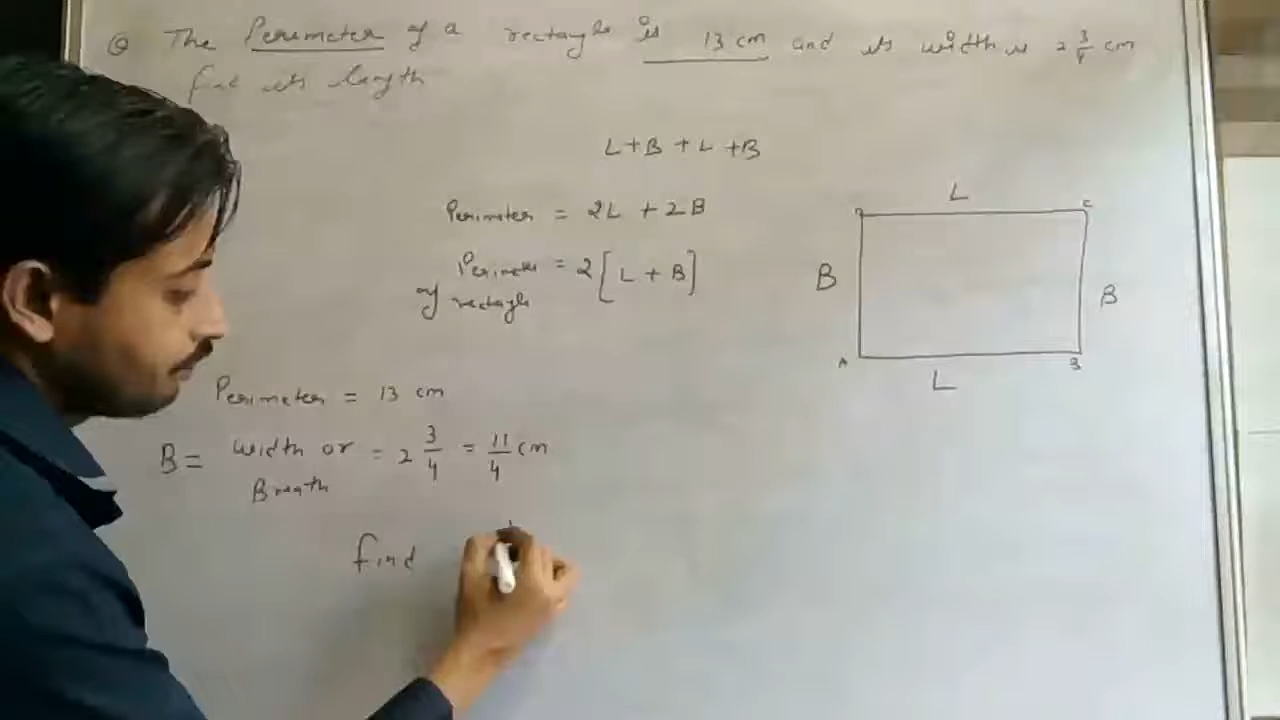 Q The Perimeter of a rectangle is 13 cm and its width is 2 3/4 cm
find its length
L+B+L+B
Perimeter = 2L + 2B
Perimeter = 2[L + B]
of rectagle
L
C
B
B
A
B
L
Perimeter = 13 cm
B = width or = 2 3/4 = 11/4 cm
Breath
find